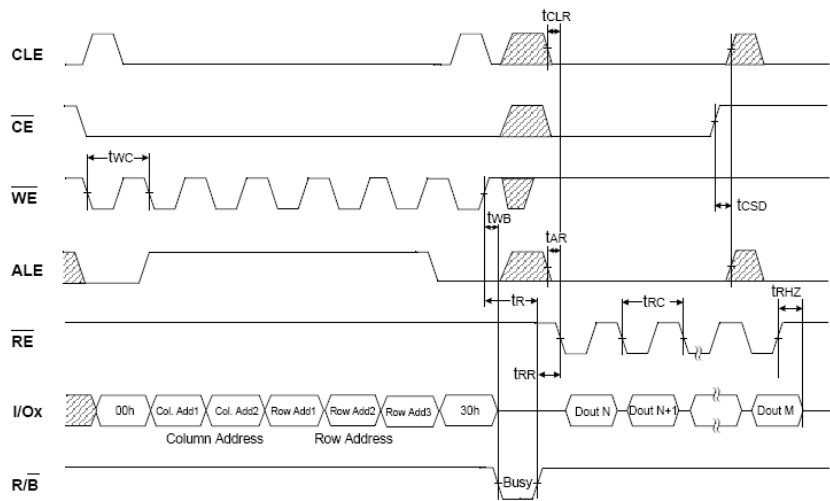 tCLR
CLE
CE
tWC
WE
tWB
tCSD
ALE
tAR
tR
tRC
tRHZ
RE
tRR
I/Ox 00h Col. Add1 Col. Add2 Row Add1 Row Add2 Row Add3 30h Dout N Dout N+1 Dout M
Column Address Row Address
R/B Busy